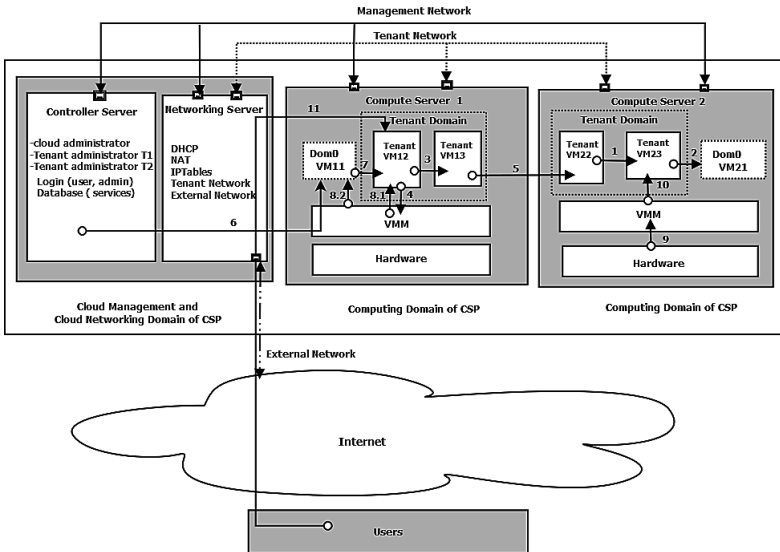 Management Network
Tenant Network
Controller Server
-cloud administrator
-Tenant administrator T1
-Tenant administrator T2
Login (user, admin)
Database ( services)
6
Networking Server
DHCP
NAT
IPTables
Tenant Network
External Network
11
Compute Server 1
Tenant Domain
Dom0
VM11
7
Tenant
VM12
3
Tenant
VM13
5
8.2
8.1
4
VMM
Hardware
Compute Server 2
Tenant Domain
Tenant
VM22
1
Tenant
VM23
2
Dom0
VM21
10
VMM
9
Hardware
Cloud Management and
Cloud Networking Domain of CSP
Computing Domain of CSP
Computing Domain of CSP
External Network
Internet
Users